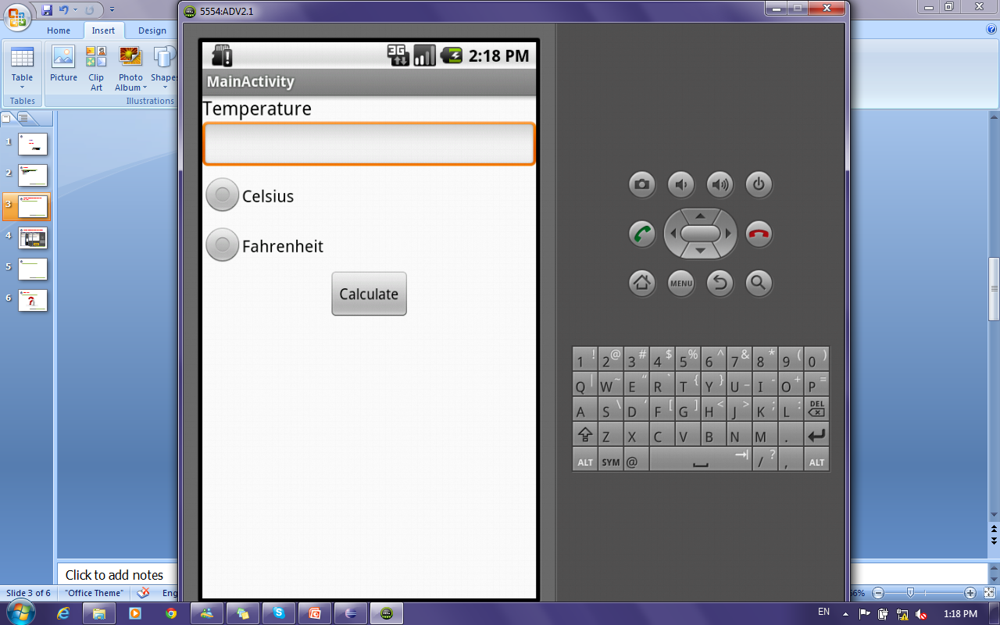 5554:ADV2.1
Home Insert Design
Table
Picture
Clip Art
Photo Album
Shapes
Tables
Illustrations
1
2
3
4
5
6
3G 2:18 PM
MainActivity
Temperature
Celsius
Fahrenheit
Calculate
MENU
1 ! 2 @ 3 # 4 $ 5 % 6 ^ 7 & 8 * 9 ( 0 )
Q | W ~ E “ R ` T { Y } U _ I - O + P =
A S \ D ‘ F [ G ] H < J > K ; L : DEL
Z X C V B N M .
ALT SYM @ / ? , ALT
Click to add notes
Slide 3 of 6 "Office Theme" Eng 66%
EN 1:18 PM